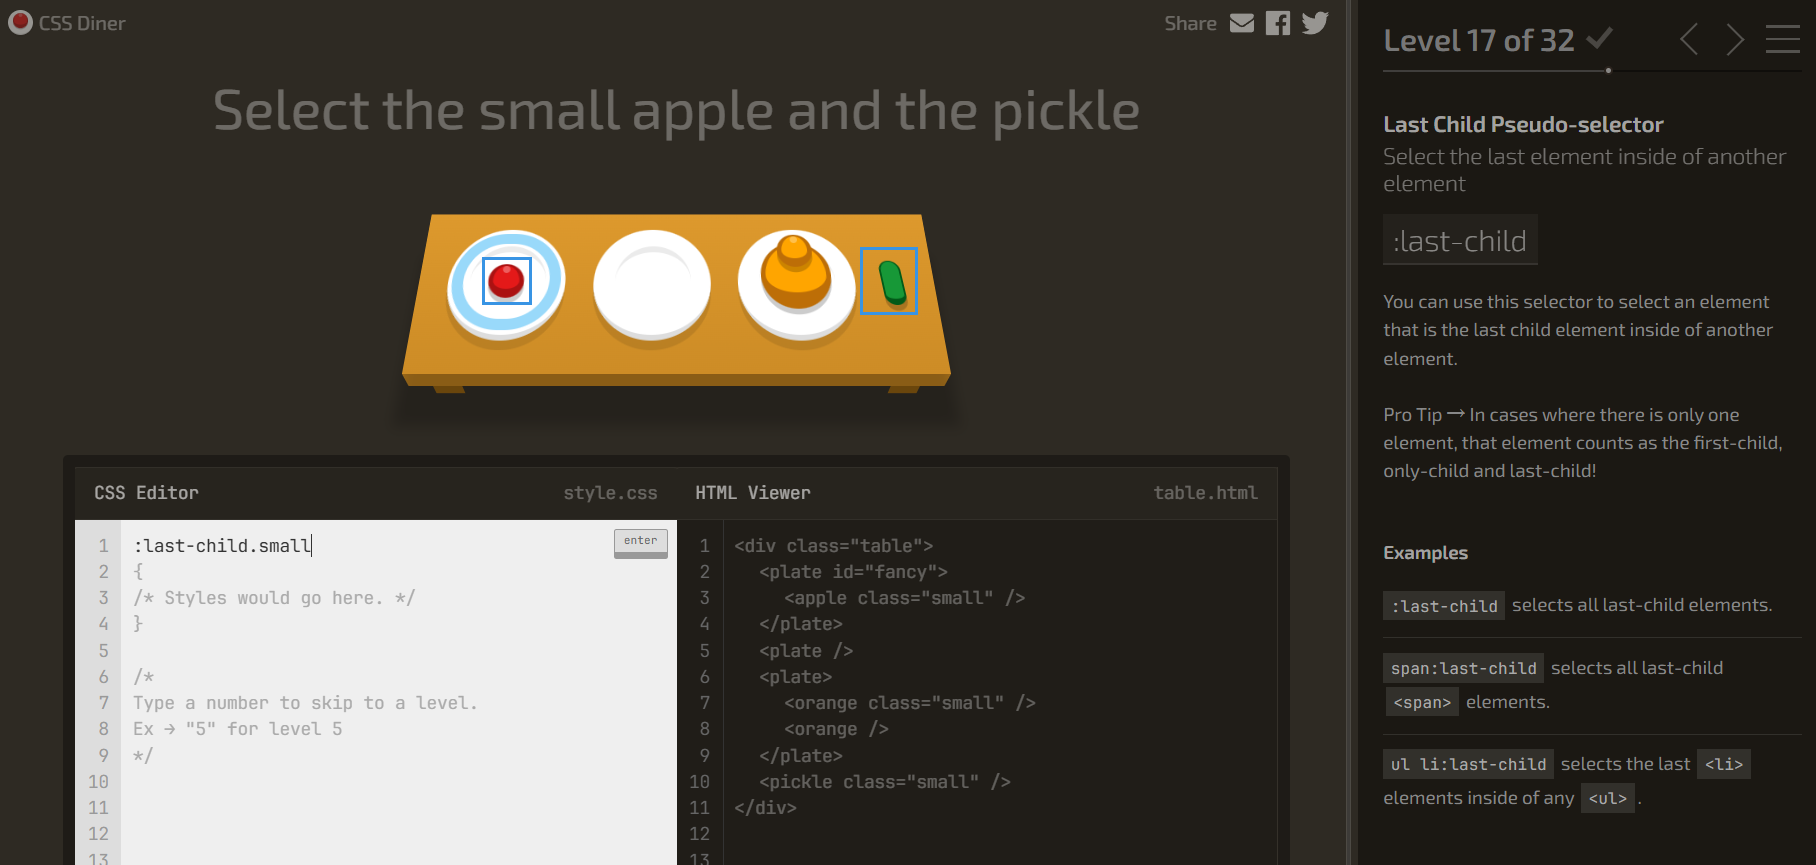 CSS Diner
Share
Select the small apple and the pickle
CSS Editor
style.css
1 :last-child.small
enter
2 {
3 /* Styles would go here. */
4 }
5
6 /*
7 Type a number to skip to a level.
8 Ex → "5" for level 5
9 */
10
11
12
13
HTML Viewer
table.html
1 <div class="table">
2 <plate id="fancy">
3 <apple class="small" />
4 </plate>
5 <plate />
6 <plate>
7 <orange class="small" />
8 <orange />
9 </plate>
10 <pickle class="small" />
11 </div>
12
13
Level 17 of 32
Last Child Pseudo-selector
Select the last element inside of another
element
:last-child
You can use this selector to select an element
that is the last child element inside of another
element.
Pro Tip → In cases where there is only one
element, that element counts as the first-child,
only-child and last-child!
Examples
:last-child selects all last-child elements.
span:last-child selects all last-child
<span> elements.
ul li:last-child selects the last <li>
elements inside of any <ul> .